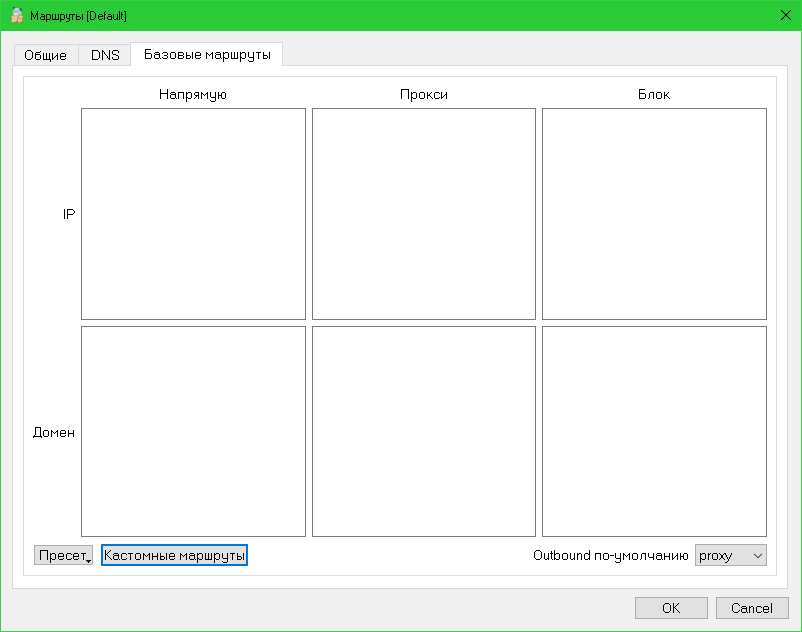 Маршруты [Default]
Общие DNS Базовые маршруты
Напрямую Прокси Блок
IP
Домен
Пресет Кастомные маршруты Outbound по-умолчанию proxy
OK Cancel